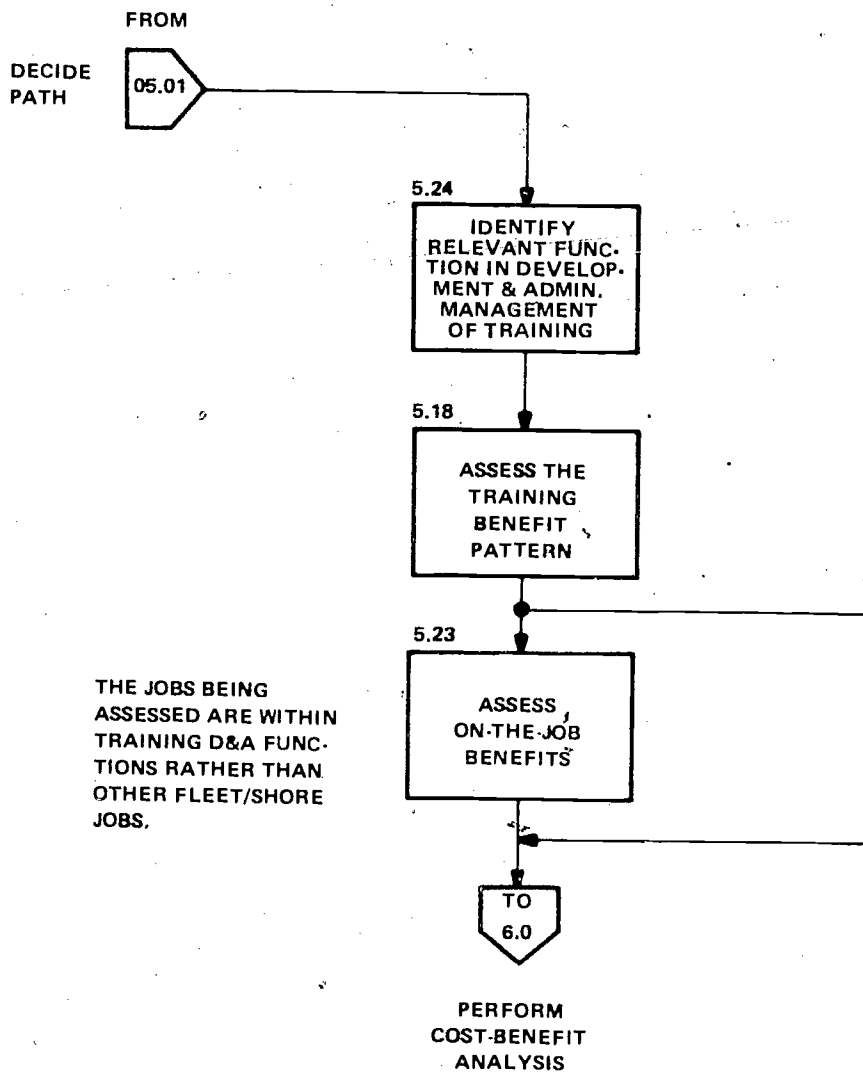 FROM
DECIDE
PATH
05.01
5.24
IDENTIFY
RELEVANT FUNC-
TION IN DEVELOP-
MENT & ADMIN.
MANAGEMENT
OF TRAINING
5.18
ASSESS THE
TRAINING
BENEFIT
PATTERN
5.23
ASSESS
ON-THE-JOB
BENEFITS
THE JOBS BEING
ASSESSED ARE WITHIN
TRAINING D&A FUNC-
TIONS RATHER THAN
OTHER FLEET/SHORE
JOBS.
TO
6.0
PERFORM
COST-BENEFIT
ANALYSIS